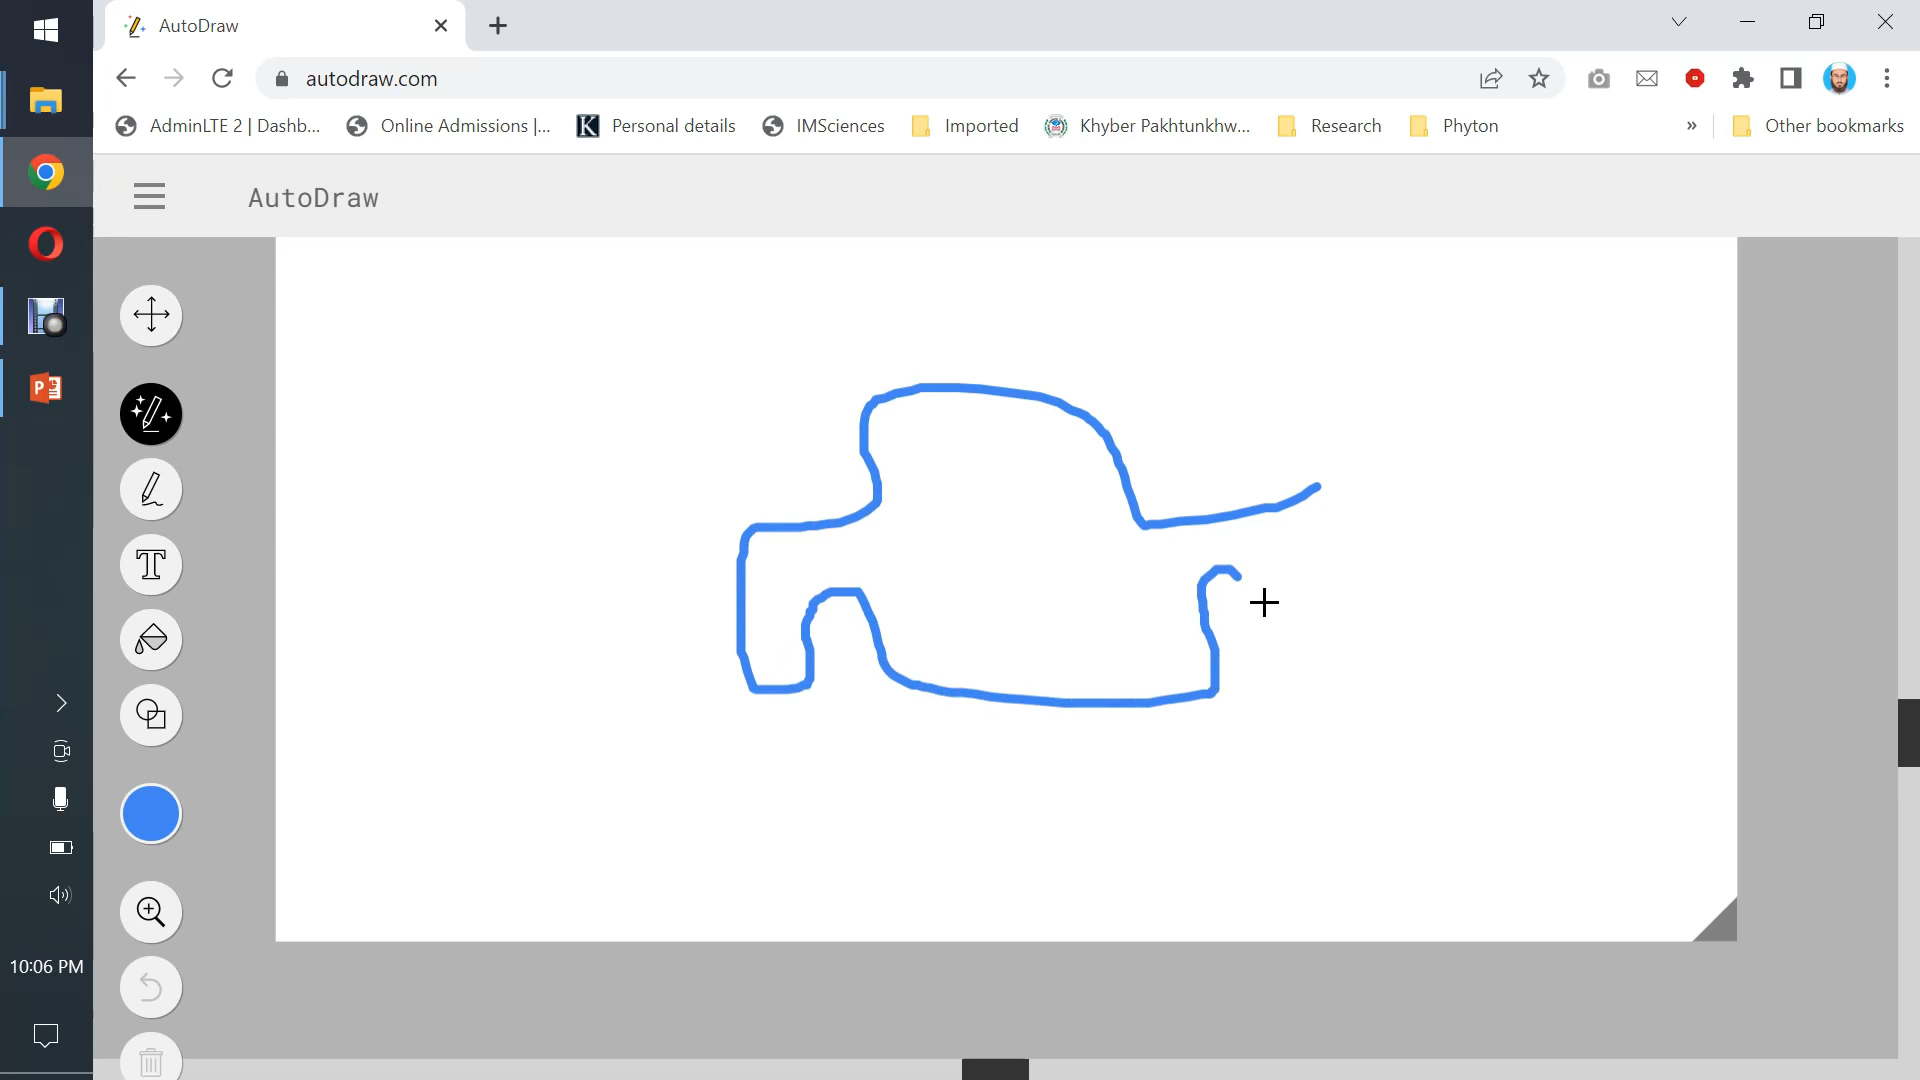 AutoDraw
autodraw.com
AdminLTE 2 | Dashb...
Online Admissions |...
K
Personal details
IMSciences
Imported
Khyber Pakhtunkhw...
Research
Phyton
»
Other bookmarks
AutoDraw
P
T
10:06 PM